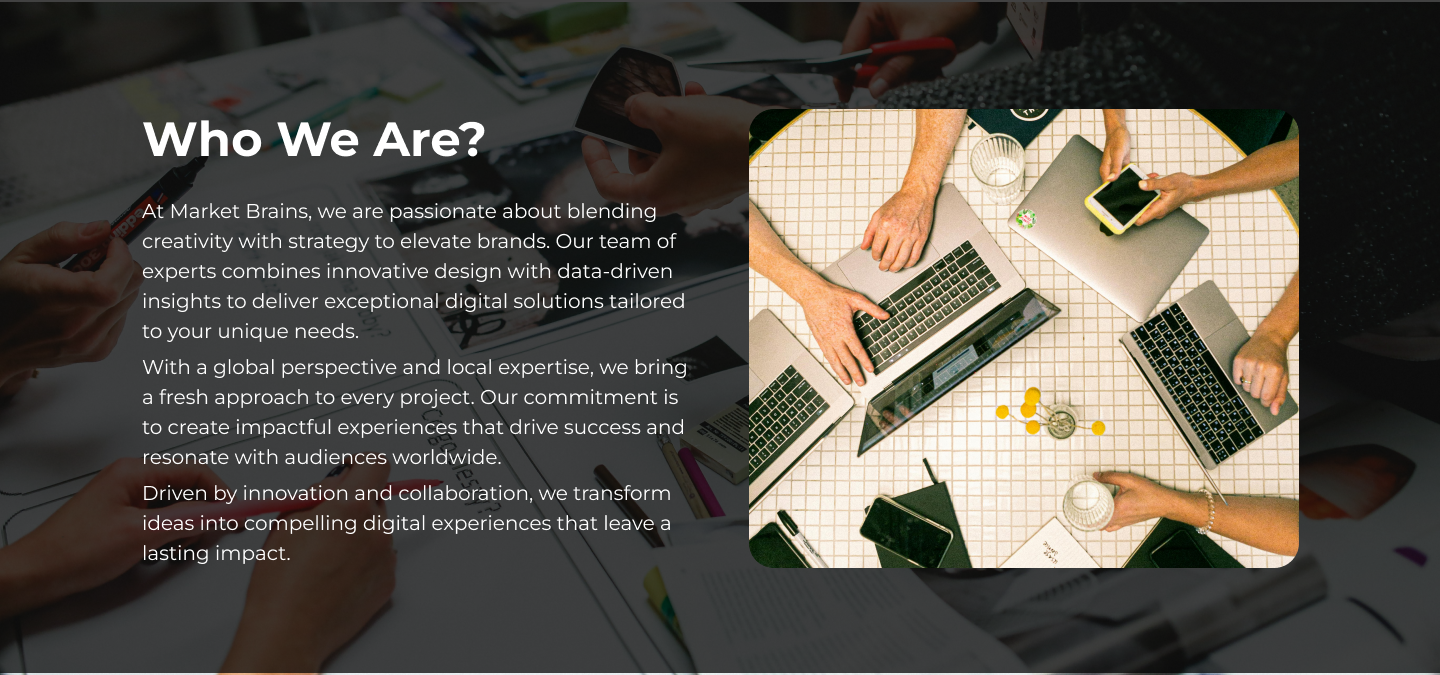 Who We Are?
At Market Brains, we are passionate about blending
creativity with strategy to elevate brands. Our team of
experts combines innovative design with data-driven
insights to deliver exceptional digital solutions tailored
to your unique needs.
With a global perspective and local expertise, we bring
a fresh approach to every project. Our commitment is
to create impactful experiences that drive success and
resonate with audiences worldwide.
Driven by innovation and collaboration, we transform
ideas into compelling digital experiences that leave a
lasting impact.